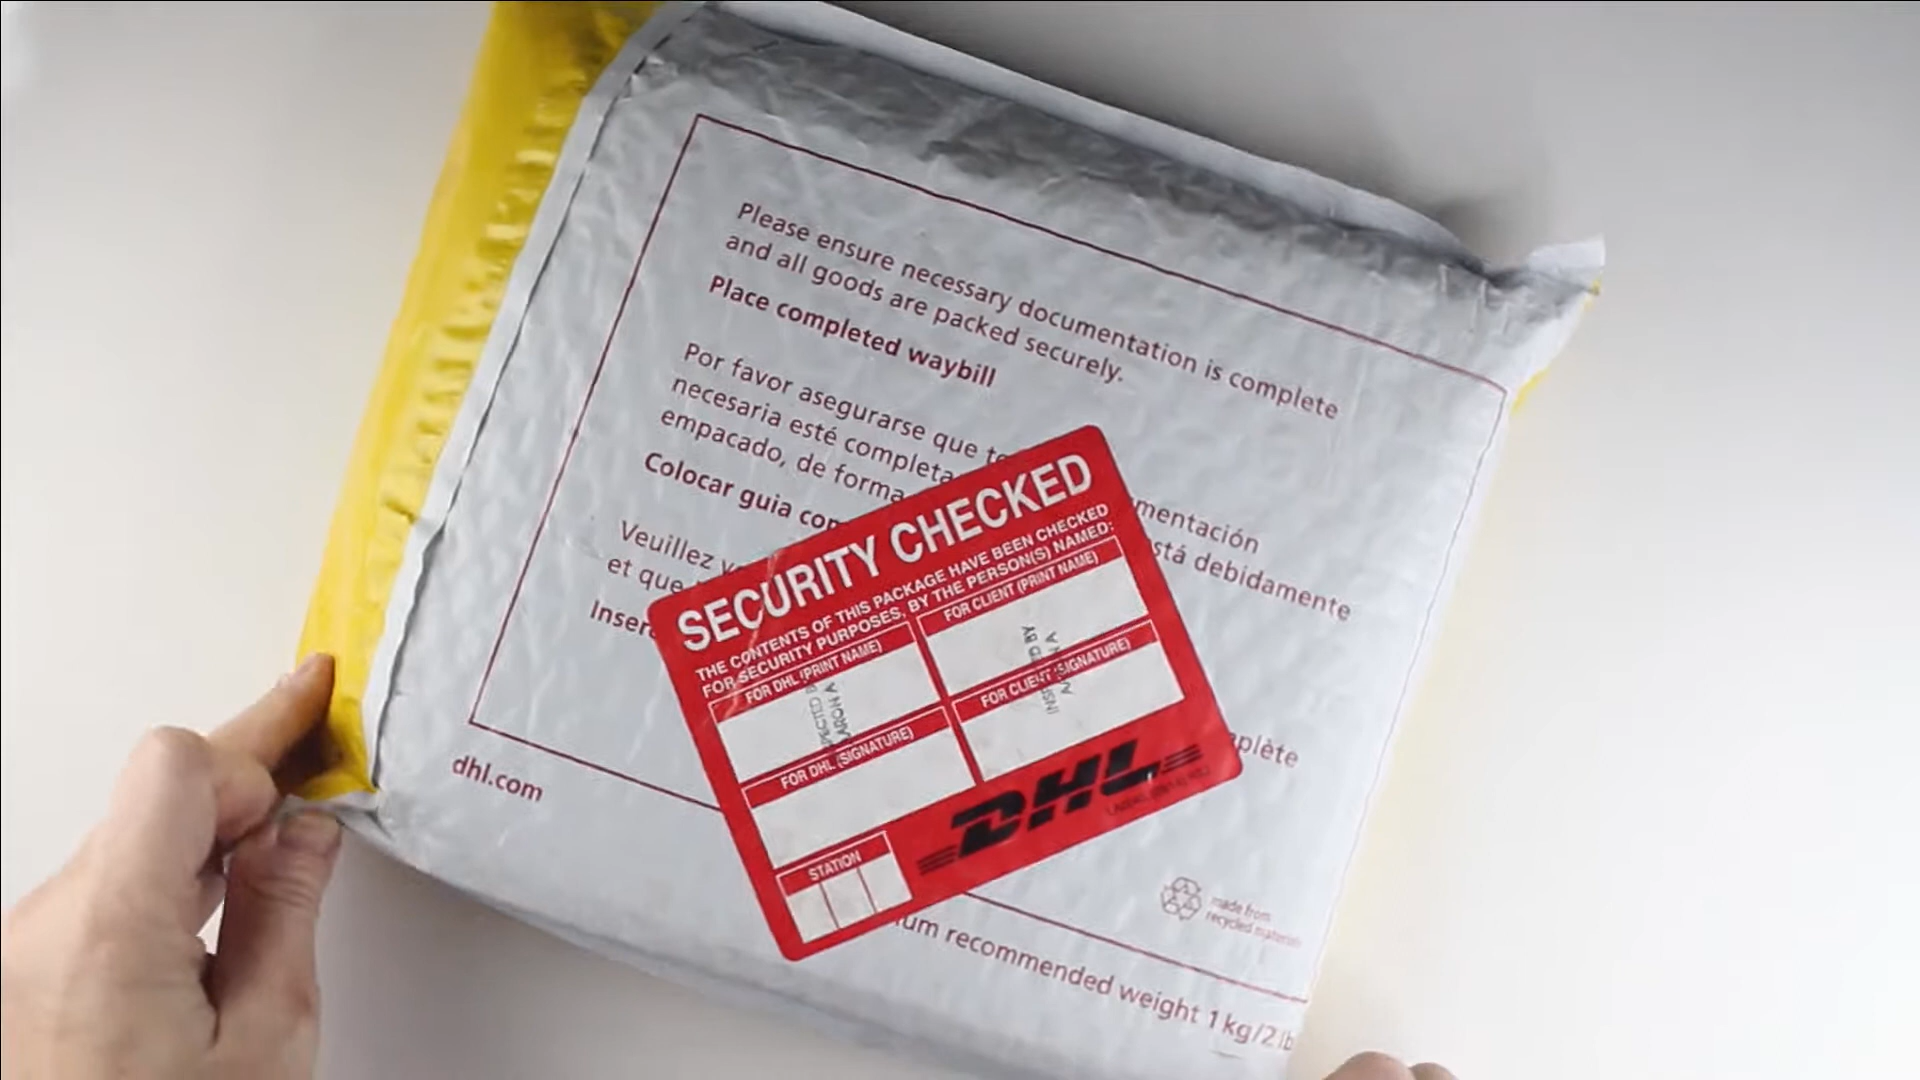 Please ensure necessary documentation is complete
and all goods are packed securely.
Place completed waybill
Por favor asegurarse que
necesaria esté completa
empacado, de forma
Colocar guia
mentación
stá debidamente
Veuillez
et que
plète
dhl.com
SECURITY CHECKED
THE CONTENTS OF THIS PACKAGE HAVE BEEN CHECKED
FOR SECURITY PURPOSES, BY THE PERSON(S) NAMED:
FOR DHL (PRINT NAME)
FOR CLIENT (PRINT NAME)
FOR DHL (SIGNATURE)
FOR CLIENT (SIGNATURE)
STATION
DHL
made from
recycled materials
um recommended weight 1kg/2lb